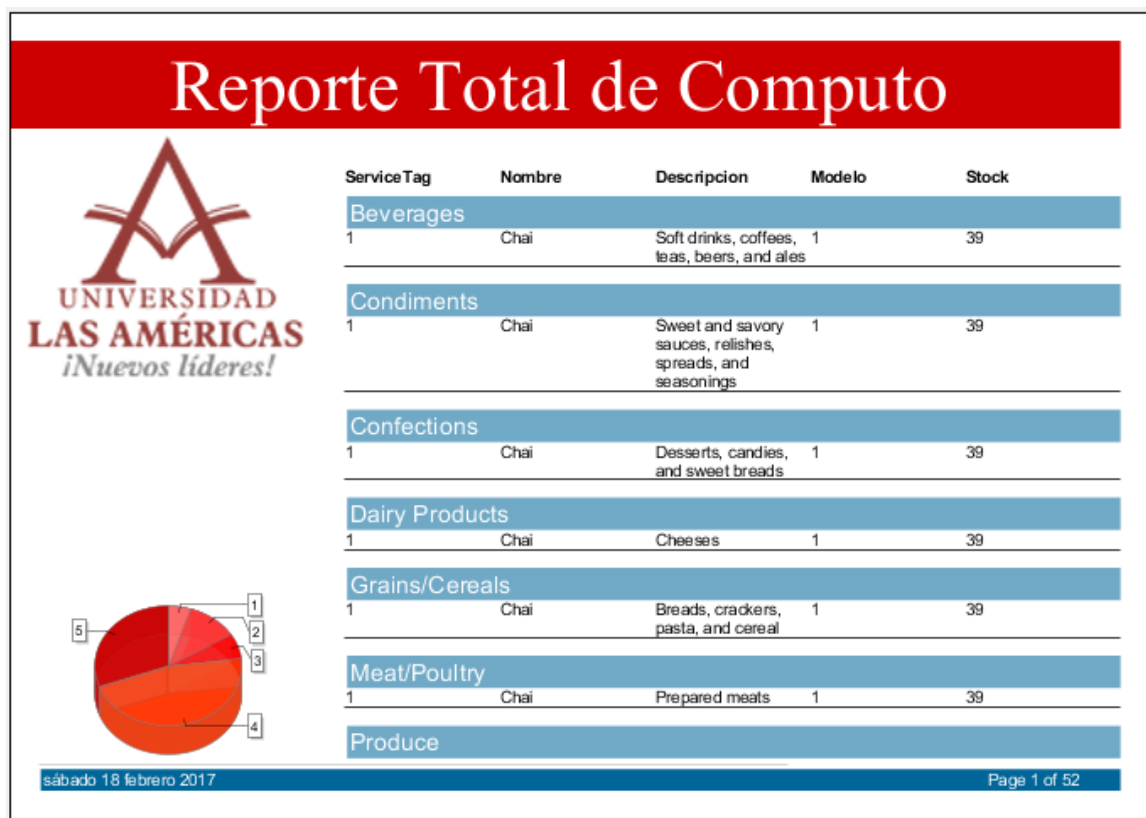 Reporte Total de Computo
UNIVERSIDAD
LAS AMÉRICAS
¡Nuevos líderes!
ServiceTag Nombre Descripcion Modelo Stock
Beverages
1 Chai Soft drinks, coffees, 1 39
teas, beers, and ales
Condiments
1 Chai Sweet and savory 1 39
sauces, relishes,
spreads, and
seasonings
Confections
1 Chai Desserts, candies, 1 39
and sweet breads
Dairy Products
1 Chai Cheeses 1 39
Grains/Cereals
1 Chai Breads, crackers, 1 39
pasta, and cereal
Meat/Poultry
1 Chai Prepared meats 1 39
Produce
1
2
3
4
5
sábado 18 febrero 2017 Page 1 of 52